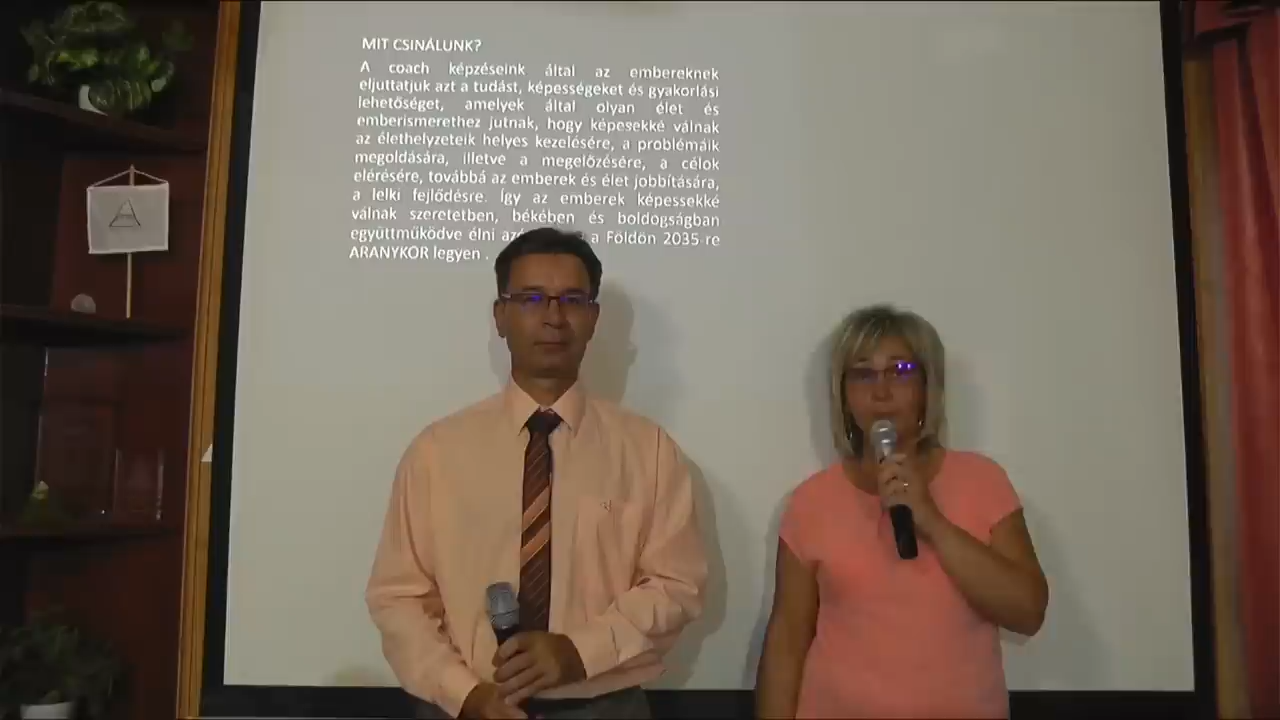 MIT CSINÁLUNK?
A coach képzéseink által az embereknek
eljuttatjuk azt a tudást, képességeket és gyakorlási
lehetőséget, amelyek által olyan élet és
emberismerethez jutnak, hogy képesekké válnak
az élethelyzeteik helyes kezelésére, a problémáik
megoldására, illetve a megelőzésére, a célok
elérésére, továbbá az emberek és élet jobbítására,
a lelki fejlődésre. Így az emberek képessekké
válnak szeretetben, békében és boldogságban
együttműködve élni a Földön 2035-re
ARANYKOR legyen .